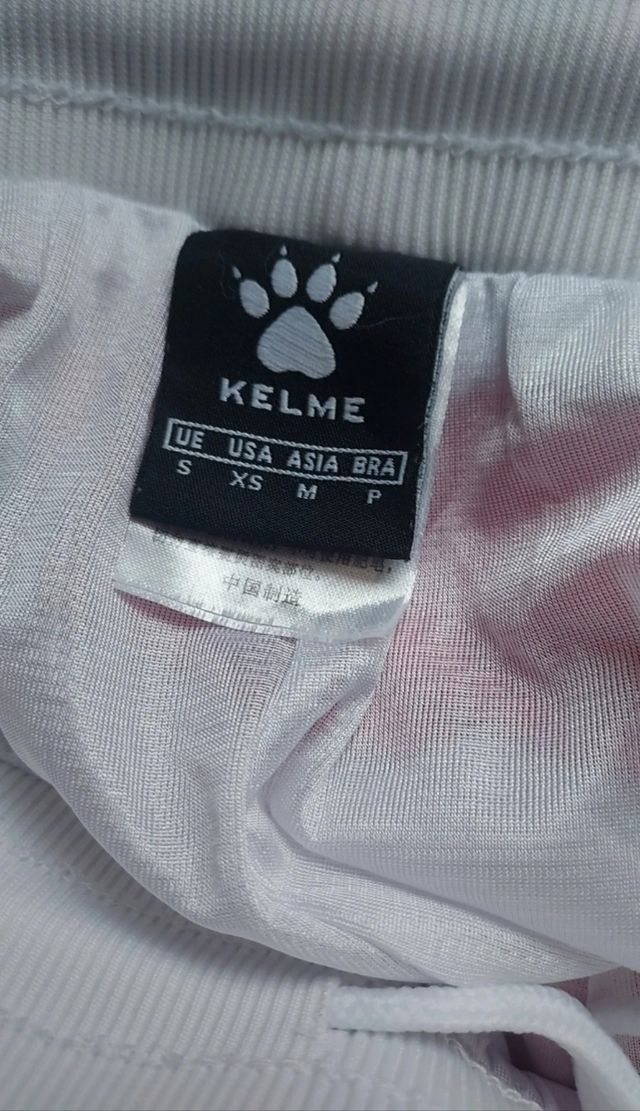 KELME
UE USA ASIA BRA
S XS M P
中国制造